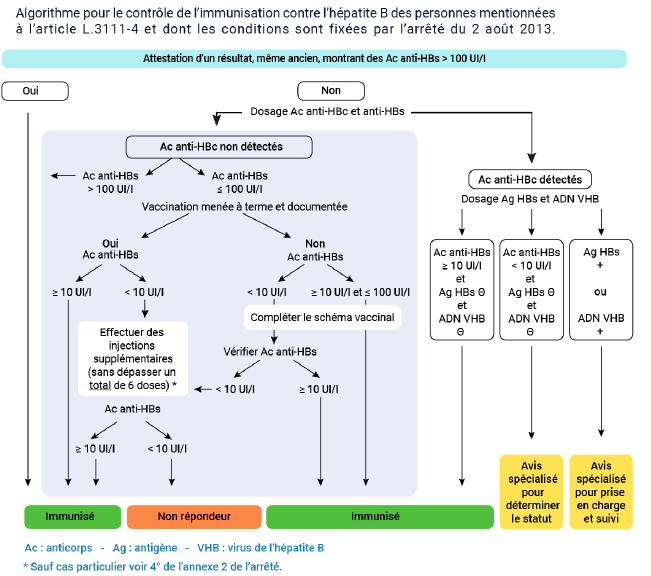 Algorithme pour le contrôle de l'immunisation contre l'hépatite B des personnes mentionnées
à l'article L.3111-4 et dont les conditions sont fixées par l'arrêté du 2 août 2013.
Attestation d'un résultat, même ancien, montrant des Ac anti-HBs > 100 UI/l
Oui
Non
Dosage Ac anti-HBc et anti-HBs
Ac anti-HBc non détectés
Ac anti-HBs
> 100 UI/l
Ac anti-HBs
≤ 100 UI/l
Vaccination menée à terme et documentée
Oui
Ac anti-HBs
Non
Ac anti-HBs
≥ 10 UI/l
< 10 UI/l
< 10 UI/l
≥ 10 UI/l et ≤ 100 UI/l
Effectuer des
injections
supplémentaires
(sans dépasser un
total de 6 doses) *
Compléter le schéma vaccinal
Vérifier Ac anti-HBs
< 10 UI/l
≥ 10 UI/l
Ac anti-HBs
≥ 10 UI/l
< 10 UI/l
Ac anti-HBc détectés
Dosage Ag HBs et ADN VHB
Ac anti-HBs
≥ 10 UI/l
et
Ag HBs Θ
et
ADN VHB
Θ
Ac anti-HBs
< 10 UI/l
et
Ag HBs Θ
et
ADN VHB
Θ
Ag HBs
+
ou
ADN VHB
+
Avis
spécialisé
pour
déterminer
le statut
Avis
spécialisé
pour prise
en charge
et suivi
Immunisé
Non répondeur
Immunisé
Ac : anticorps - Ag : antigène - VHB : virus de l'hépatite B
* Sauf cas particulier voir 4° de l'annexe 2 de l'arrêté.